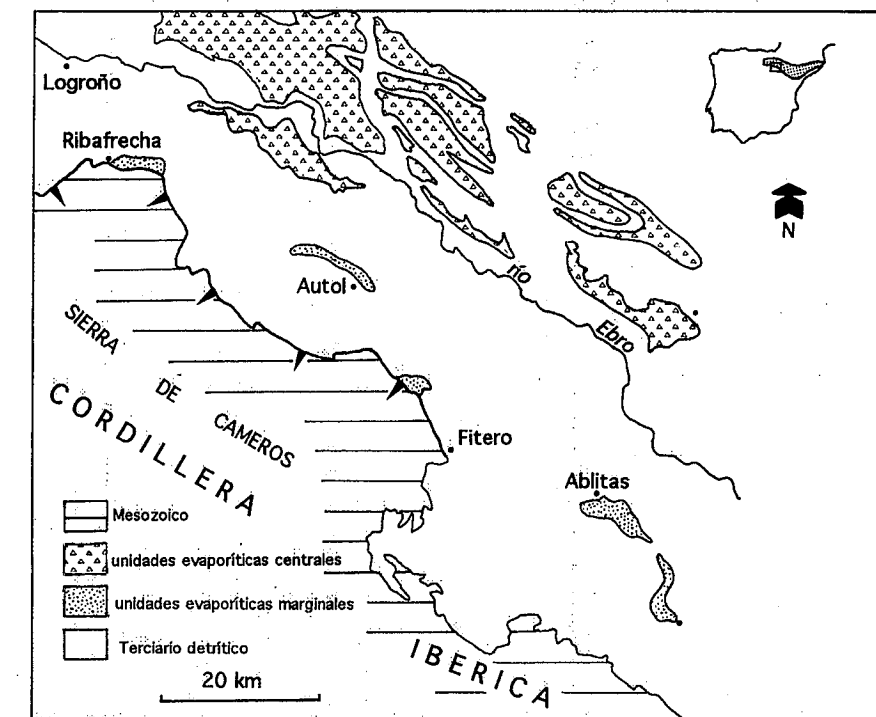 Logroño
Ribafrecha
N
Autol
río
Ebro
SIERRA
DE
CAMEROS
CORDILLERA
Fitero
Ablitas
Mesozoico
unidades evaporíticas centrales
unidades evaporíticas marginales
Terciario detrítico
20 km
IBERICA